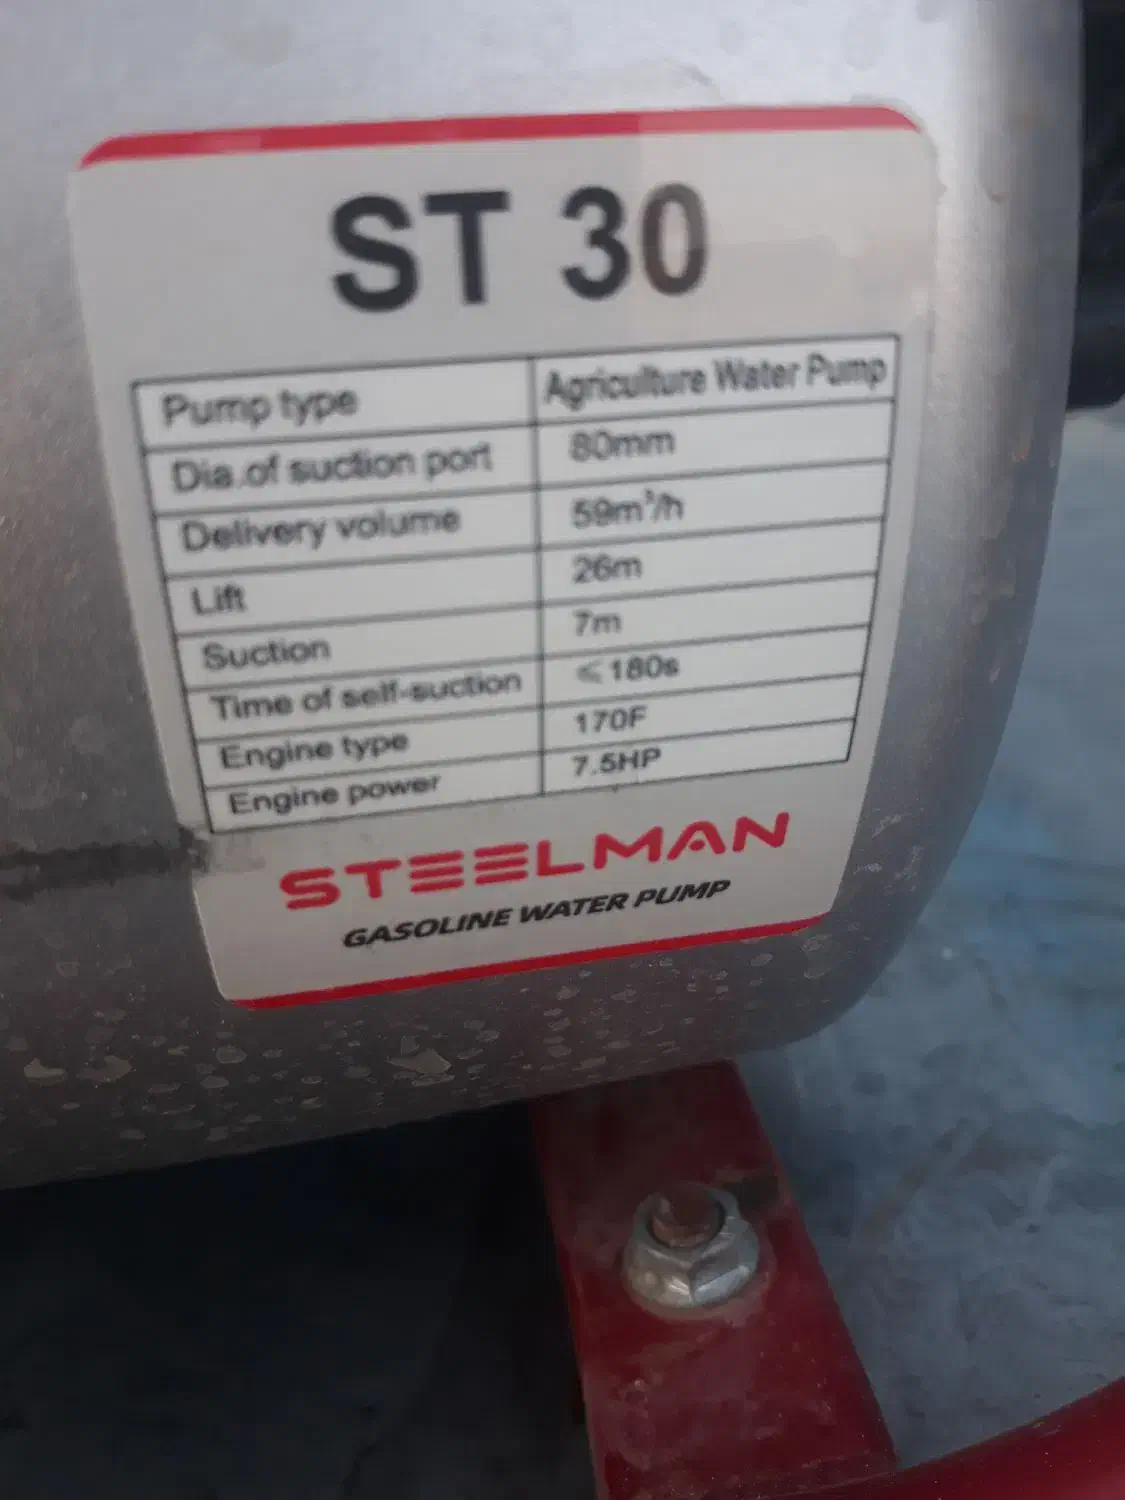 ST 30
Pump type Agriculture Water Pump
Dia.of suction port 80mm
Delivery volume 59m³/h
Lift 26m
Suction 7m
Time of self-suction ⩽180s
Engine type 170F
Engine power 7.5HP
STEELMAN
GASOLINE WATER PUMP